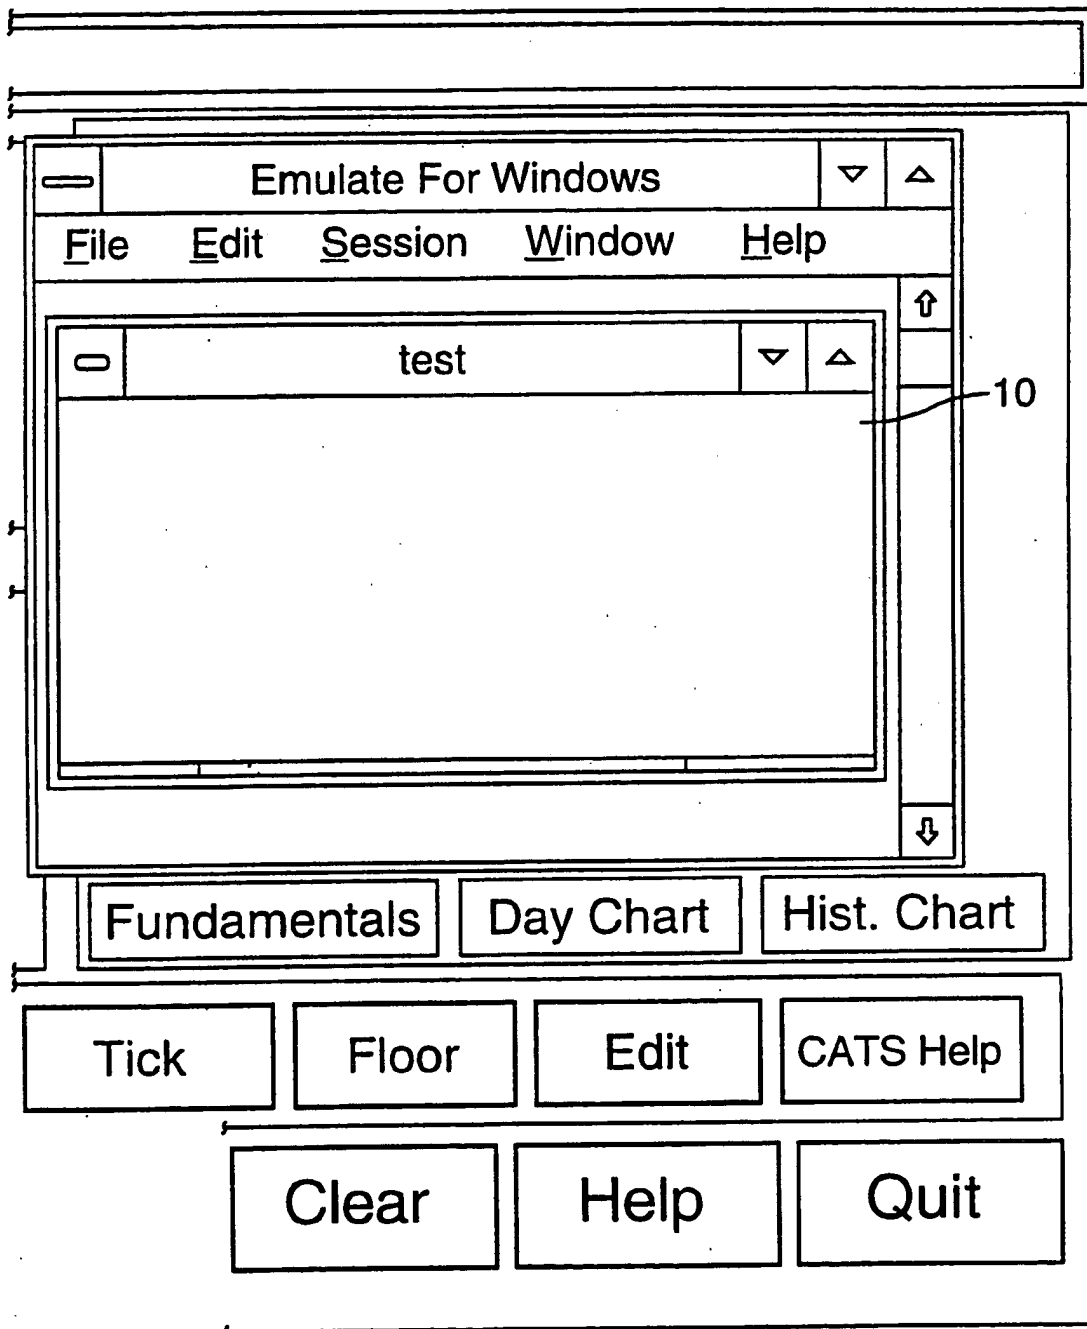 Emulate For Windows
File Edit Session Window Help
test
10
Fundamentals Day Chart Hist. Chart
Tick Floor Edit CATS Help
Clear Help Quit